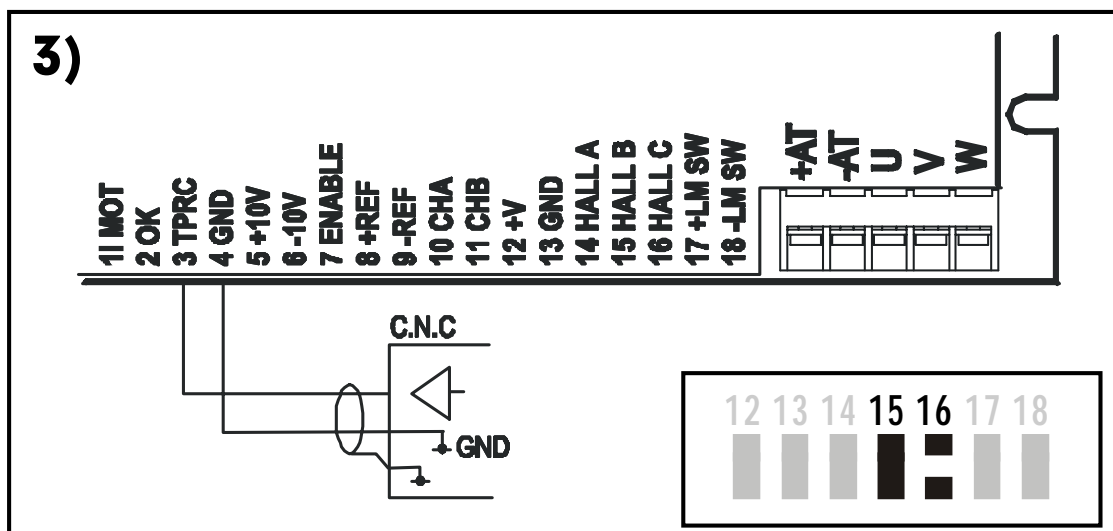 3)
1I MOT
2 OK
3 TPRC
4 GND
5 +10V
6 -10V
7 ENABLE
8 +REF
9 -REF
10 CHA
11 CHB
12 +V
13 GND
14 HALL A
15 HALL B
16 HALL C
17 +LM SW
18 -LM SW
+AT
-AT
U
V
W
C.N.C
GND
12 13 14 15 16 17 18